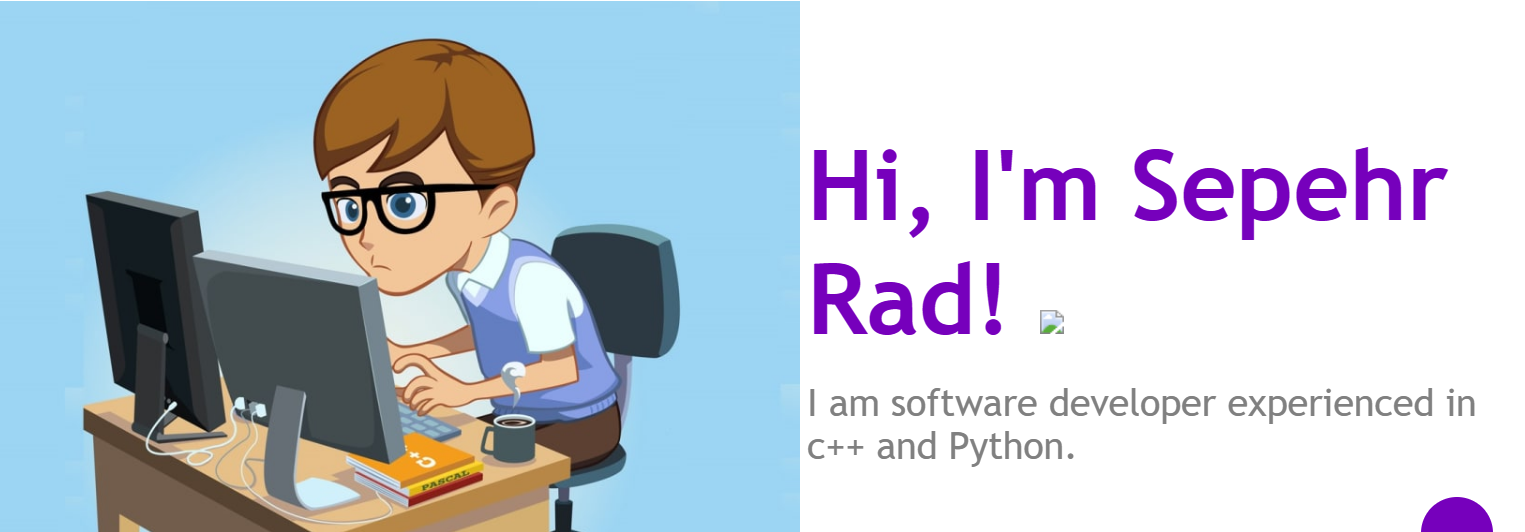 Hi, I'm Sepehr
Rad!
I am software developer experienced in
c++ and Python.
C++
PASCAL